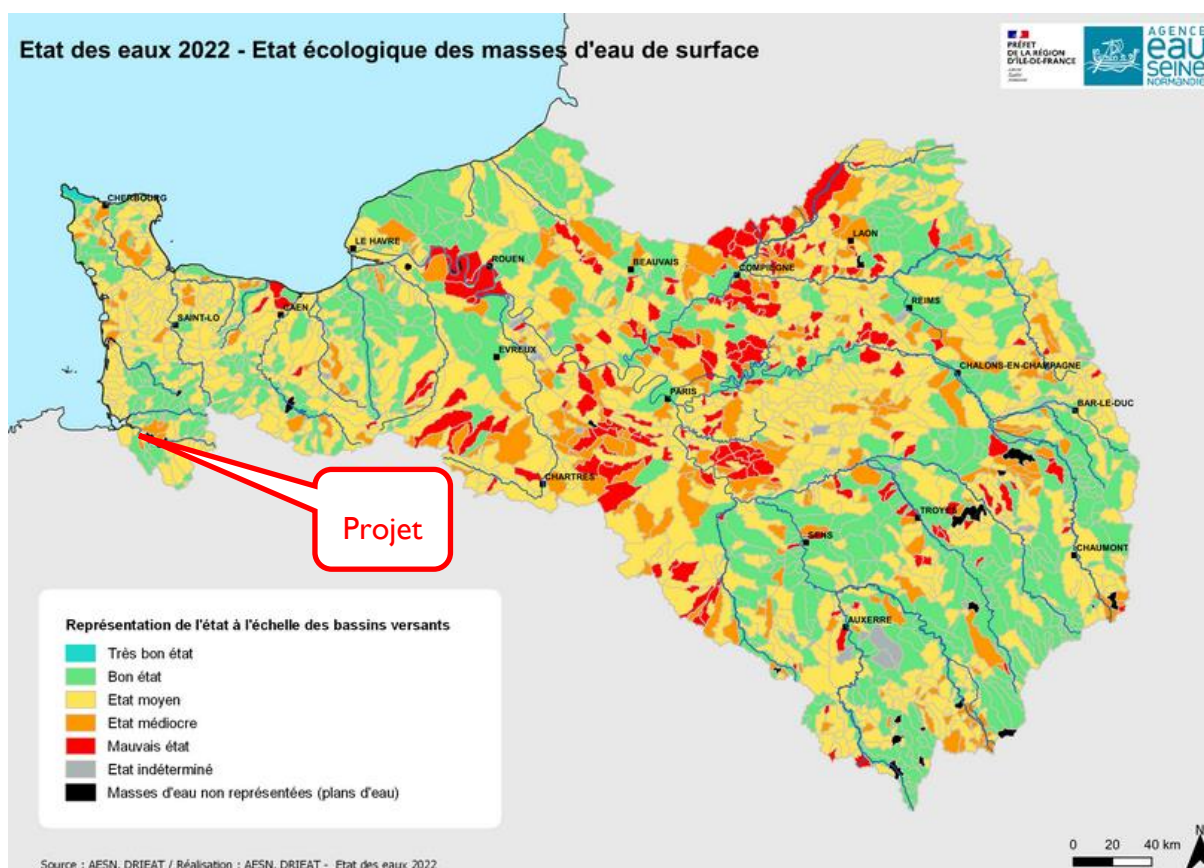 Etat des eaux 2022 - Etat écologique des masses d'eau de surface
PRÉFET
DE LA RÉGION
D'ÎLE-DE-FRANCE
AGENCE
eau
SEINE
NORMANDIE
CHERBOURG
LE HAVRE
ROUEN
BEAUVAIS
COMPIEGNE
LAON
SAINT-LO
CAEN
REIMS
EVREUX
PARIS
CHALONS-EN-CHAMPAGNE
BAR-LE-DUC
CHARTRES
Projet
TROYES
SENS
CHAUMONT
AUXERRE
Représentation de l'état à l'échelle des bassins versants
Très bon état
Bon état
Etat moyen
Etat médiocre
Mauvais état
Etat indéterminé
Masses d'eau non représentées (plans d'eau)
Source : AESN, DRIEAT / Réalisation : AESN, DRIEAT - Etat des eaux 2022
0 20 40 km
N